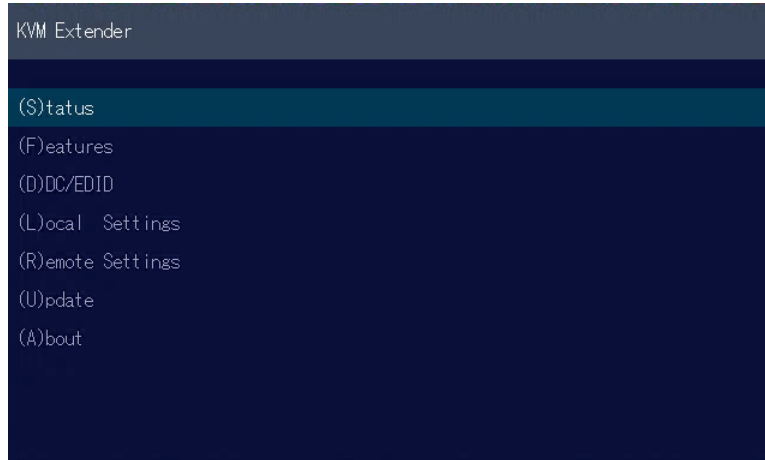 KVM Extender
(S)tatus
(F)eatures
(D)DC/EDID
(L)ocal  Settings
(R)emote Settings
(U)pdate
(A)bout